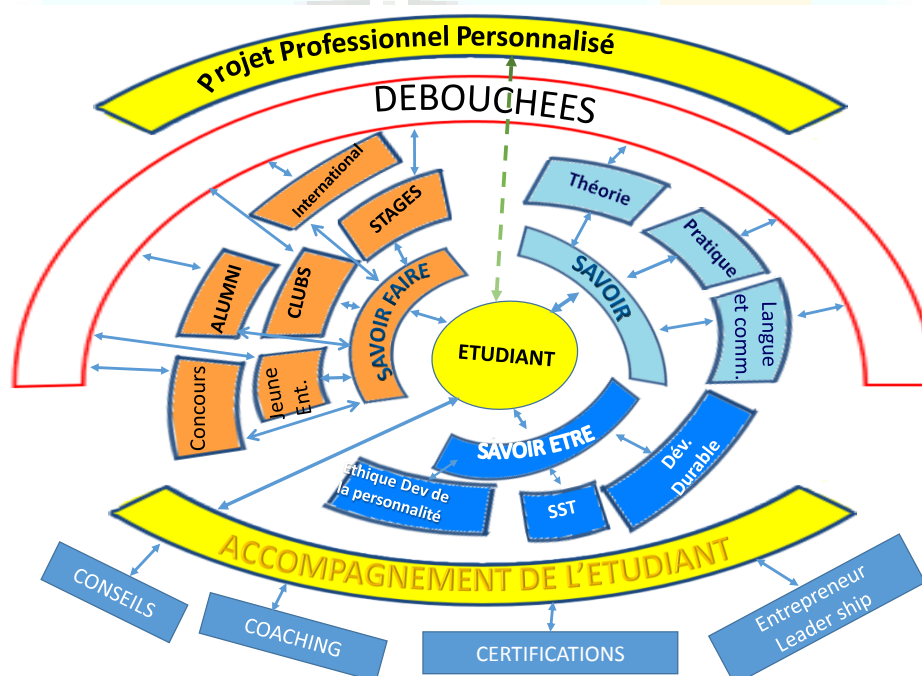 Projet Professionnel Personnalisé
DEBOUCHEES
International
STAGES
ALUMNI
CLUBS
SAVOIR FAIRE
Concours
Jeune
Ent.
Théorie
SAVOIR
Pratique
Langue
et comm.
ETUDIANT
SAVOIR ETRE
Ethique Dev de
la personnalité
SST
Dév.
Durable
ACCOMPAGNEMENT DE L’ETUDIANT
CONSEILS
COACHING
CERTIFICATIONS
Entrepreneur
Leader ship